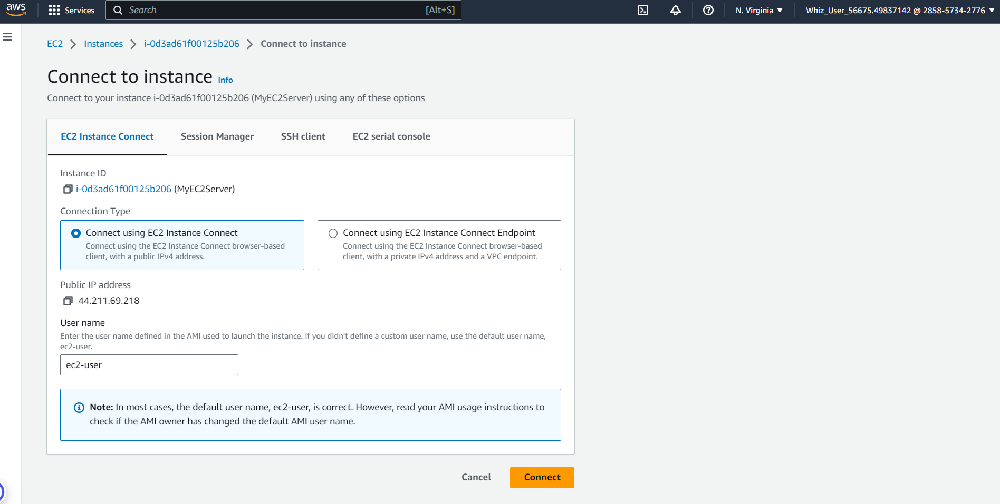 aws Services Search [Alt+S] N. Virginia Whiz_User_56675.49837142 @ 2858-5734-2776
EC2 Instances i-0d3ad61f00125b206 Connect to instance
Connect to instance Info
Connect to your instance i-0d3ad61f00125b206 (MyEC2Server) using any of these options
EC2 Instance Connect Session Manager SSH client EC2 serial console
Instance ID
i-0d3ad61f00125b206 (MyEC2Server)
Connection Type
Connect using EC2 Instance Connect
Connect using the EC2 Instance Connect browser-based
client, with a public IPv4 address.
Connect using EC2 Instance Connect Endpoint
Connect using the EC2 Instance Connect browser-based
client, with a private IPv4 address and a VPC endpoint.
Public IP address
44.211.69.218
User name
Enter the user name defined in the AMI used to launch the instance. If you didn't define a custom user name, use the default user name,
ec2-user.
ec2-user
Note: In most cases, the default user name, ec2-user, is correct. However, read your AMI usage instructions to
check if the AMI owner has changed the default AMI user name.
Cancel Connect